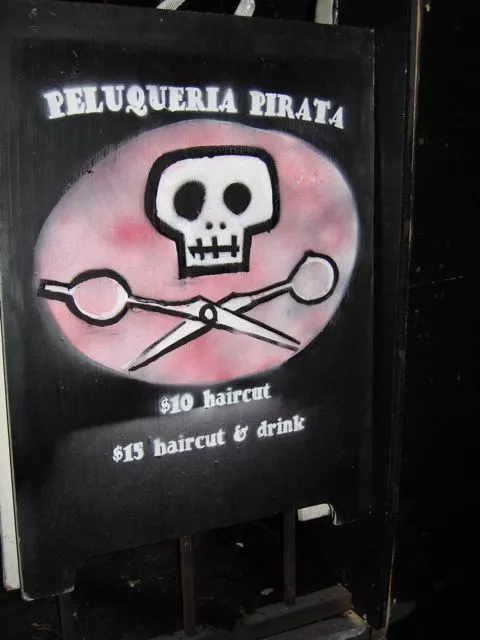 PELUQUERIA PIRATA
$10 haircut
$15 haircut & drink